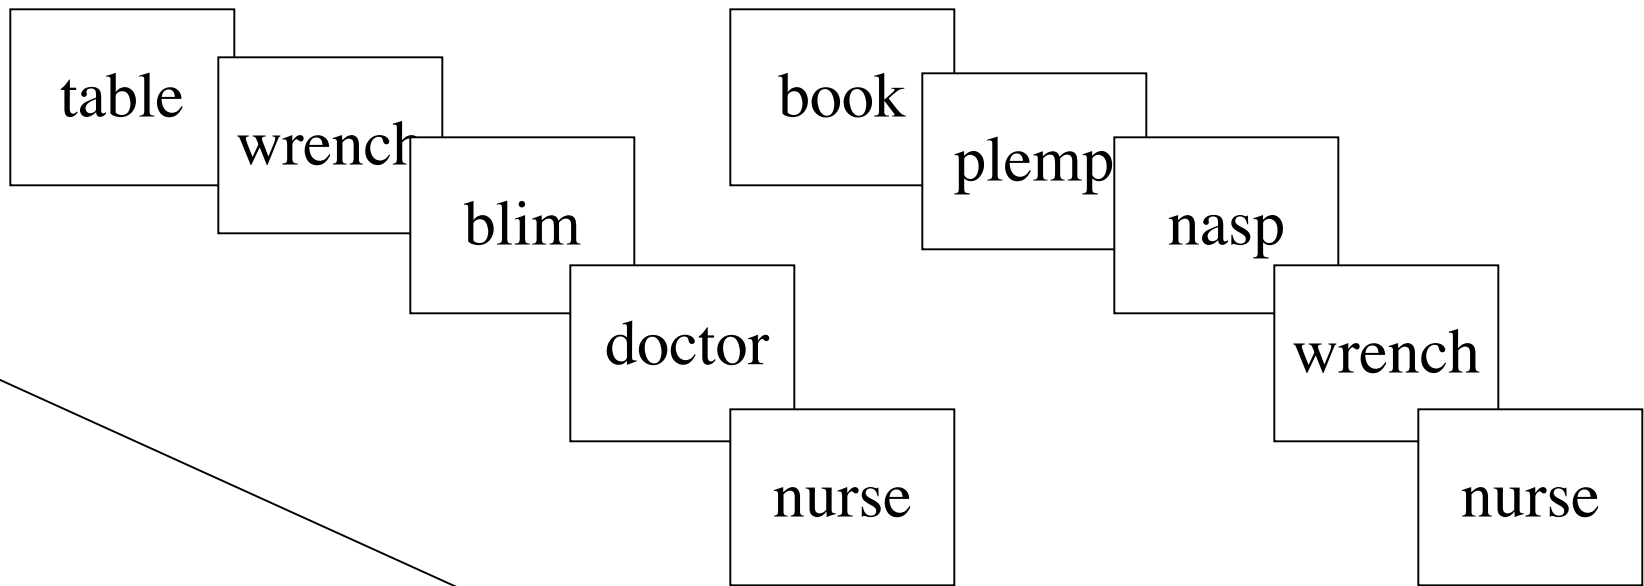 table
wrench
blim
doctor
nurse
book
plemp
nasp
wrench
nurse